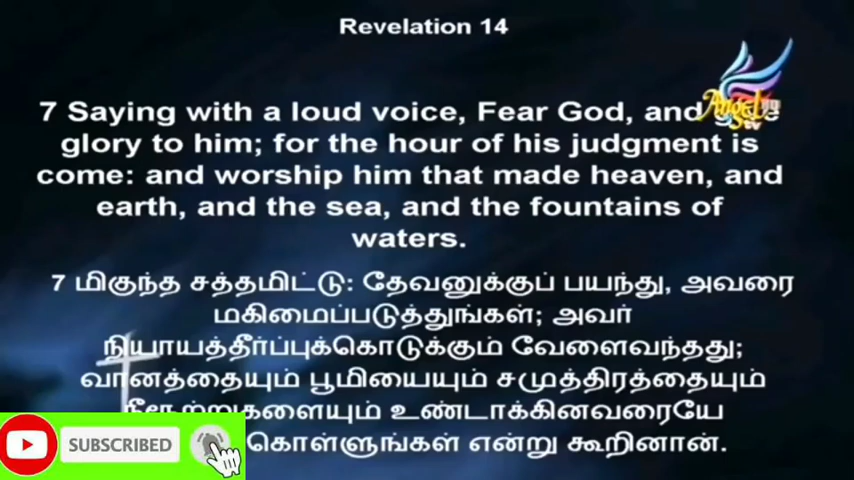 Revelation 14
7 Saying with a loud voice, Fear God, and
glory to him; for the hour of his judgment is
come: and worship him that made heaven, and
earth, and the sea, and the fountains of
waters.
7 மிகுந்த சத்தமிட்டு: தேவனுக்குப் பயந்து, அவரை
மகிமைப்படுத்துங்கள்; அவர்
நியாயத்தீர்ப்புக்கொடுக்கும் வேளைவந்தது;
வானத்தையும் பூமியையும் சமுத்திரத்தையும்
உண்டாக்கினவரையே
கொள்ளுங்கள் என்று கூறினான்.
Angel
tv
SUBSCRIBED